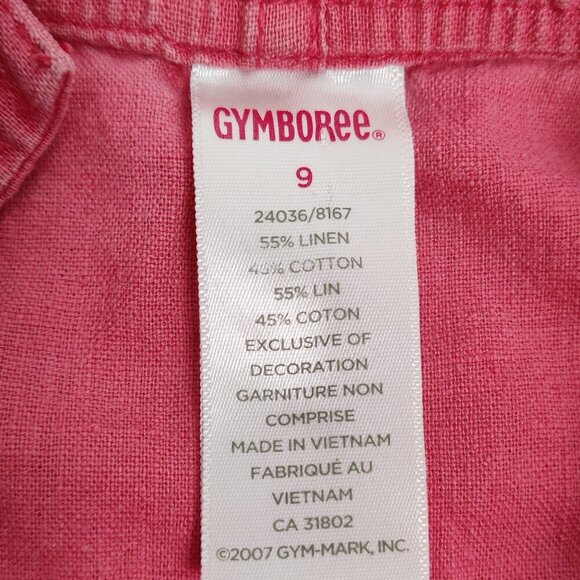 GYMBOREE®
9
24036/8167
55% LINEN
45% COTTON
55% LIN
45% COTON
EXCLUSIVE OF
DECORATION
GARNITURE NON
COMPRISE
MADE IN VIETNAM
FABRIQUÉ AU
VIETNAM
CA 31802
©2007 GYM-MARK, INC.